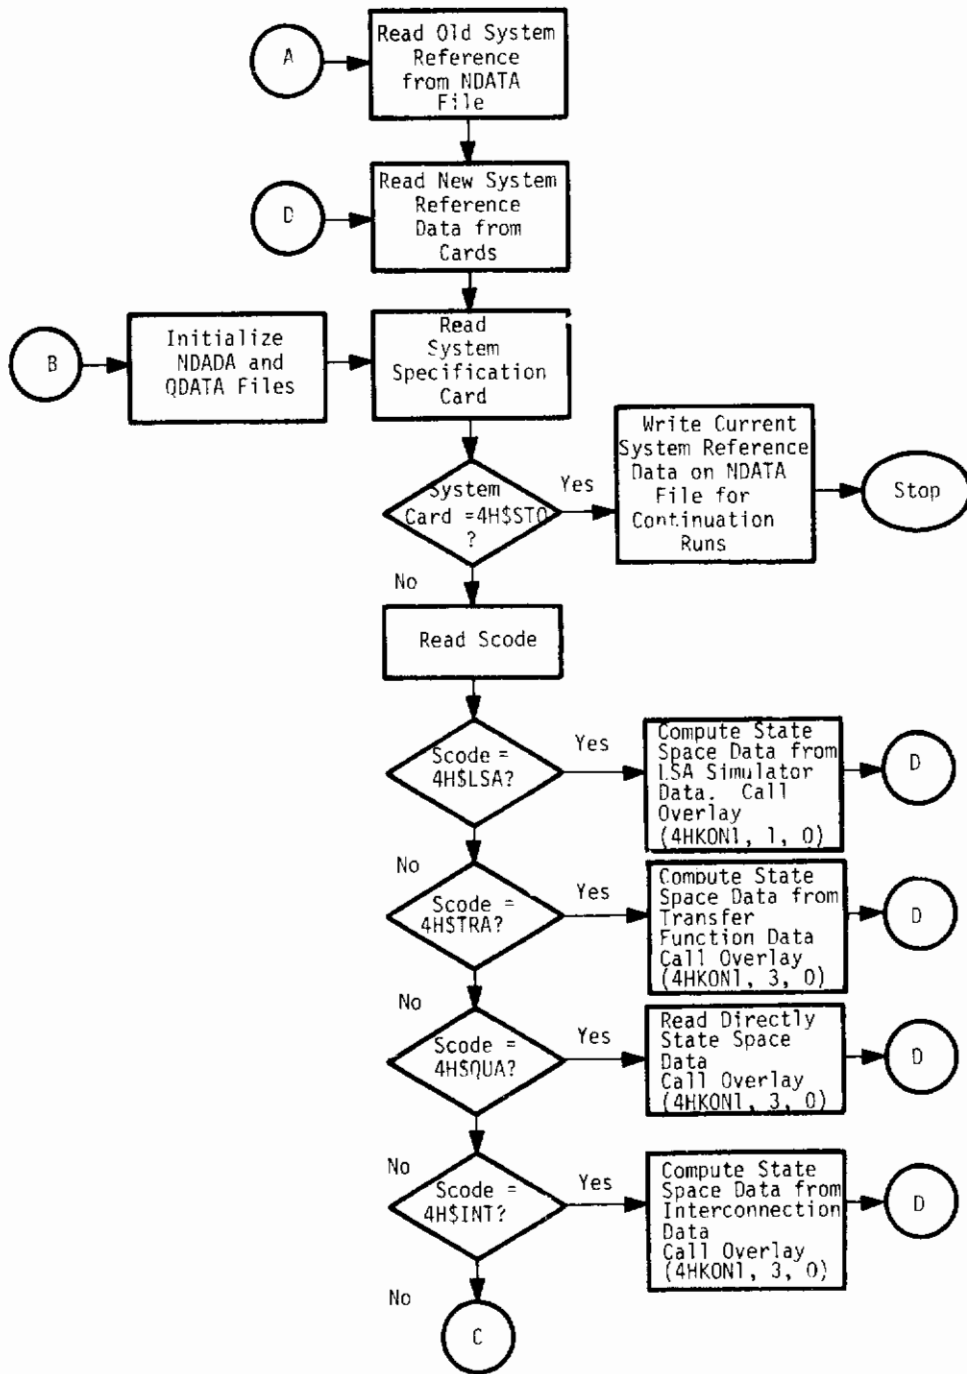 A
Read Old System
Reference
from NDATA
File
D
Read New System
Reference
Data from
Cards
B
Initialize
NDADA and
QDATA Files
Read
System
Specification
Card
System
Card =4H$STO
?
Yes
Write Current
System Reference
Data on NDATA
File for
Continuation
Runs
Stop
No
Read Scode
Scode =
4H$LSA?
Yes
Compute State
Space Data from
LSA Simulator
Data. Call
Overlay
(4HKON1, 1, 0)
D
No
Scode =
4H$TRA?
Yes
Compute State
Space Data from
Transfer
Function Data
Call Overlay
(4HKON1, 3, 0)
D
No
Scode =
4H$QUA?
Yes
Read Directly
State Space
Data
Call Overlay
(4HKON1, 3, 0)
D
No
Scode =
4H$INT?
Yes
Compute State
Space Data from
Interconnection
Data
Call Overlay
(4HKON1, 3, 0)
D
No
C